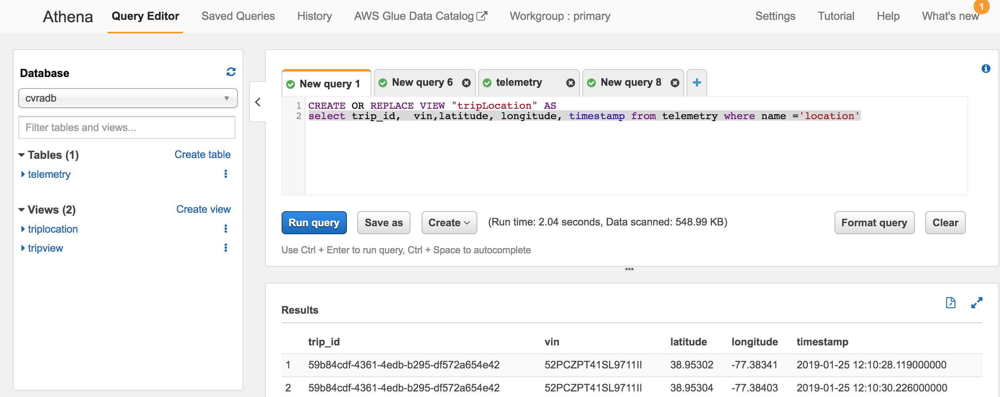 Athena Query Editor Saved Queries History AWS Glue Data Catalog Workgroup : primary Settings Tutorial Help What's new 1
Database
cvradb
Filter tables and views...
Tables (1) Create table
telemetry
Views (2) Create view
triplocation
tripview
New query 1 New query 6 telemetry New query 8
1 CREATE OR REPLACE VIEW "tripLocation" AS
2 select trip_id,  vin,latitude, longitude, timestamp from telemetry where name ='location'
Run query Save as Create (Run time: 2.04 seconds, Data scanned: 548.99 KB) Format query Clear
Use Ctrl + Enter to run query, Ctrl + Space to autocomplete
Results
trip_id vin latitude longitude timestamp
1 59b84cdf-4361-4edb-b295-df572a654e42 52PCZPT41SL9711II 38.95302 -77.38341 2019-01-25 12:10:28.119000000
2 59b84cdf-4361-4edb-b295-df572a654e42 52PCZPT41SL9711II 38.95304 -77.38403 2019-01-25 12:10:30.226000000